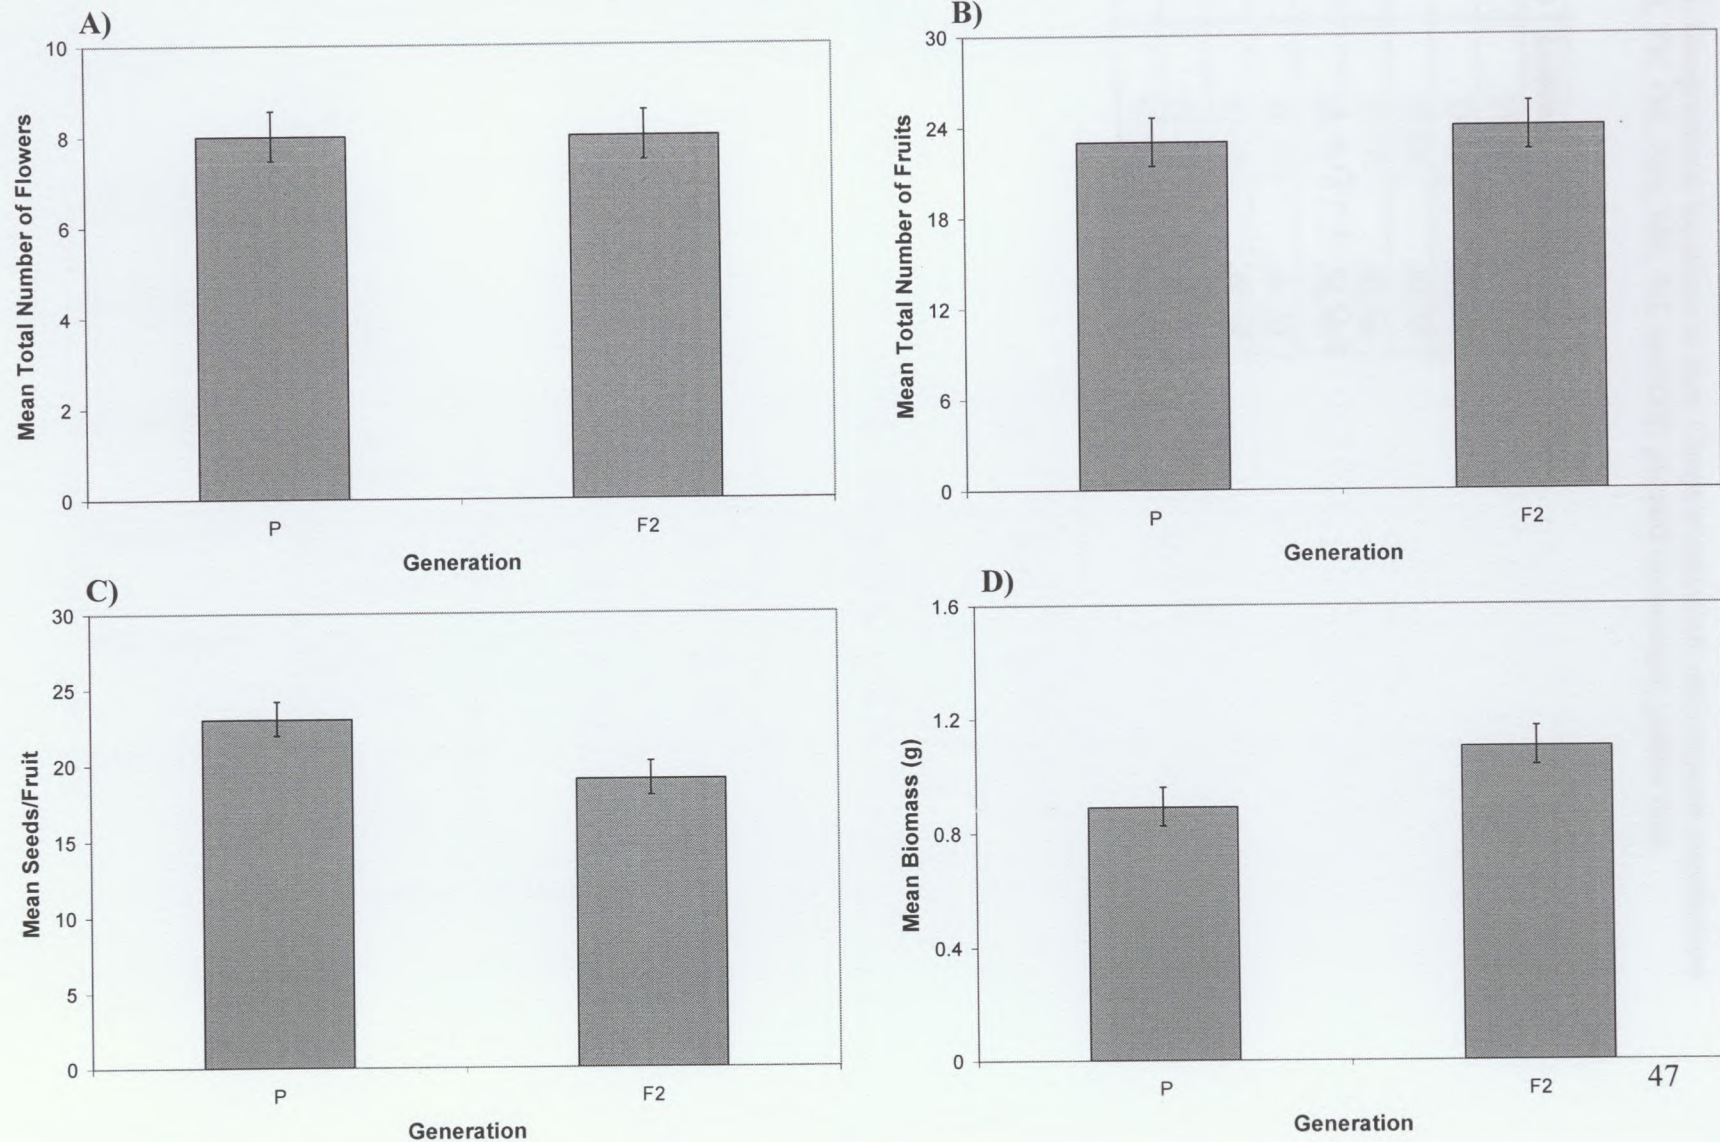 A)
10
8
6
4
2
0
Mean Total Number of Flowers
P
F2
Generation
B)
30
24
18
12
6
0
Mean Total Number of Fruits
P
F2
Generation
C)
30
25
20
15
10
5
0
Mean Seeds/Fruit
P
F2
Generation
D)
1.6
1.2
0.8
0.4
0
Mean Biomass (g)
P
F2
Generation
47